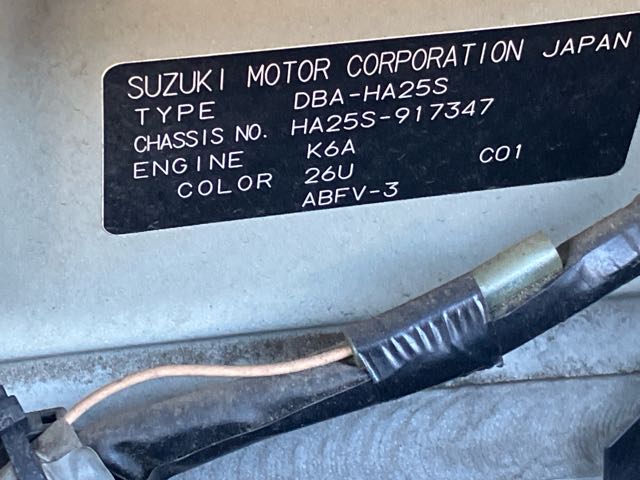 SUZUKI MOTOR CORPORATION JAPAN
TYPE DBA-HA25S
CHASSIS NO. HA25S-917347
ENGINE K6A
COLOR 26U C01
ABFV-3